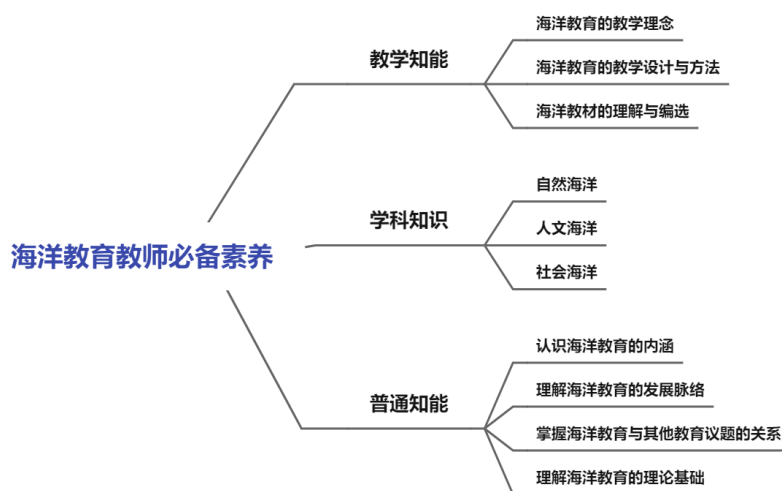 海洋教育教师必备素养
教学知能
海洋教育的教学理念
海洋教育的教学设计与方法
海洋教材的理解与编选
学科知识
自然海洋
人文海洋
社会海洋
普通知能
认识海洋教育的内涵
理解海洋教育的发展脉络
掌握海洋教育与其他教育议题的关系
理解海洋教育的理论基础